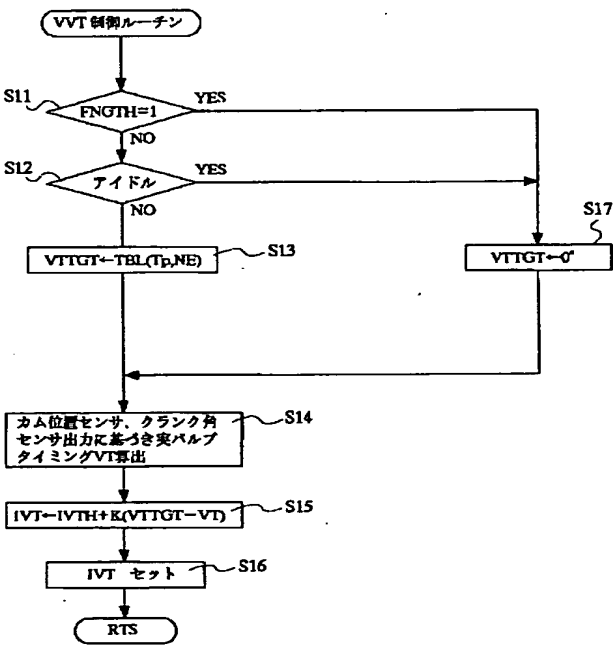 VVT 制御ルーチン
S11
FNGTH=1
YES
NO
S12
アイドル
YES
NO
S17
VTTGT←0°
VTTGT←TBL(Tp,NE)
S13
カム位置センサ、クランク角
センサ出力に基づき実バルブ
タイミングVT算出
S14
IVT←IVTH+K(VTTGT−VT)
S15
IVT セット
S16
RTS